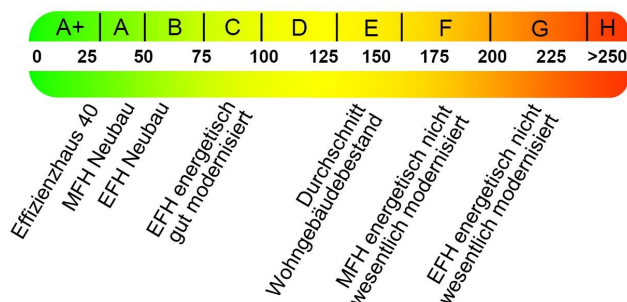 A+ A B C D E F G H
0 25 50 75 100 125 150 175 200 225 >250
Effizienzhaus 40
MFH Neubau
EFH Neubau
EFH energetisch
gut modernisiert
Durchschnitt
Wohngebäudebestand
MFH energetisch nicht
wesentlich modernisiert
EFH energetisch nicht
wesentlich modernisiert